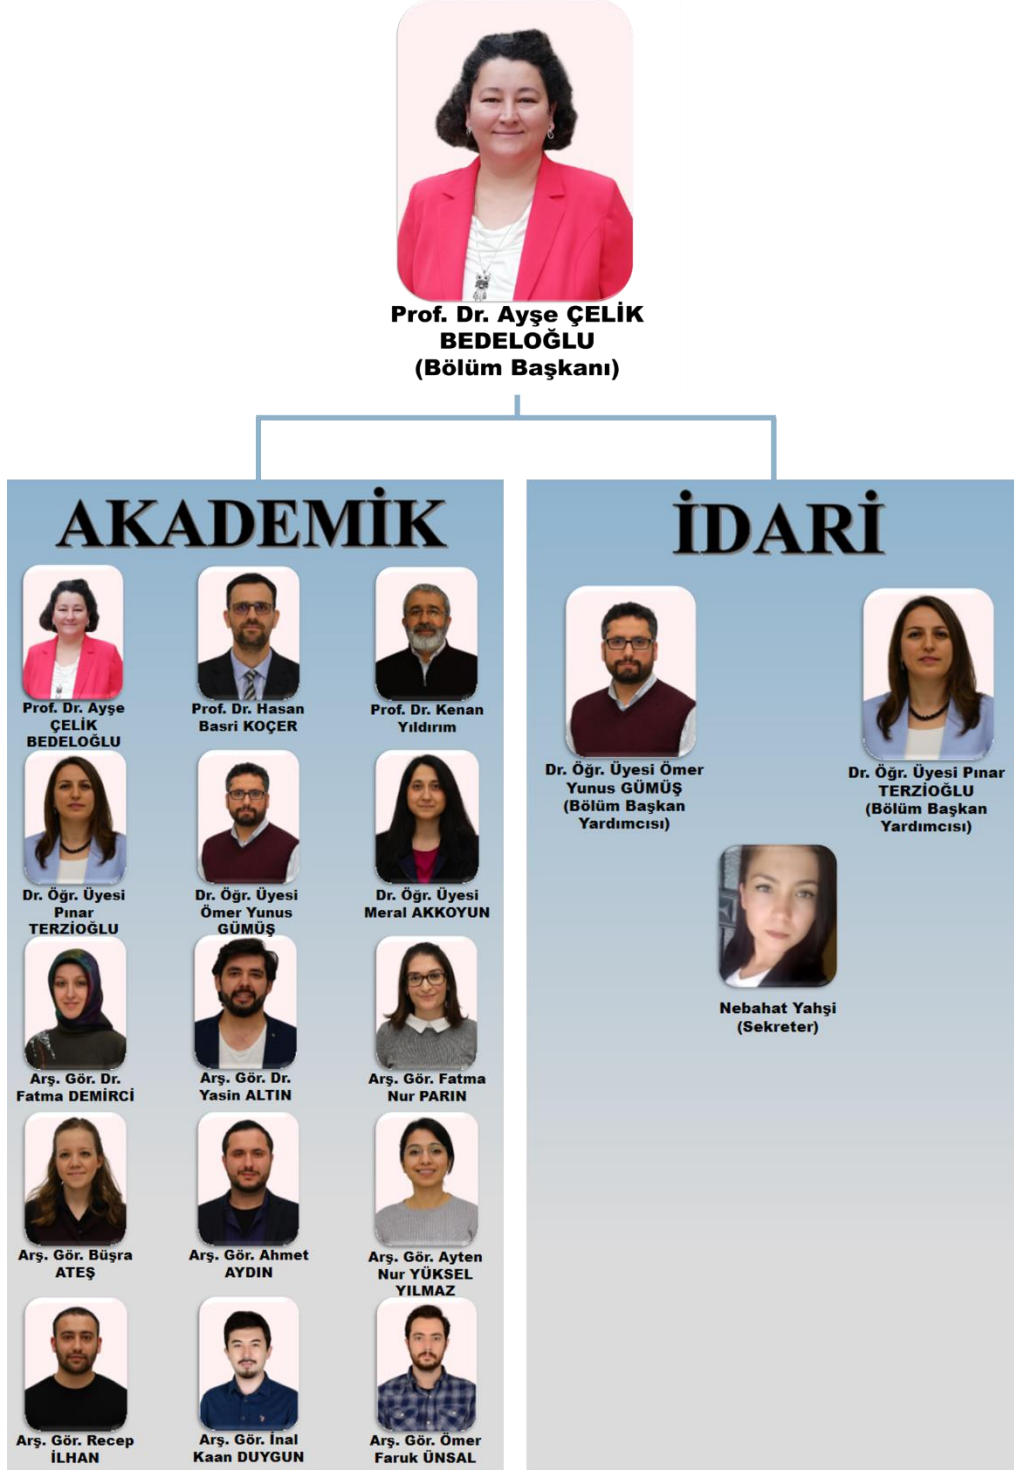 Prof. Dr. Ayşe ÇELİK
BEDELOĞLU
(Bölüm Başkanı)
AKADEMİK
Prof. Dr. Ayşe
ÇELİK
BEDELOĞLU
Prof. Dr. Hasan
Basri KOÇER
Prof. Dr. Kenan
Yıldırım
Dr. Öğr. Üyesi
Pınar
TERZİOĞLU
Dr. Öğr. Üyesi
Ömer Yunus
GÜMÜŞ
Dr. Öğr. Üyesi
Meral AKKOYUN
Arş. Gör. Dr.
Fatma DEMİRCİ
Arş. Gör. Dr.
Yasin ALTIN
Arş. Gör. Fatma
Nur PARIN
Arş. Gör. Büşra
ATEŞ
Arş. Gör. Ahmet
AYDIN
Arş. Gör. Ayten
Nur YÜKSEL
YILMAZ
Arş. Gör. Recep
İLHAN
Arş. Gör. İnal
Kaan DUYGUN
Arş. Gör. Ömer
Faruk ÜNSAL
İDARİ
Dr. Öğr. Üyesi Ömer
Yunus GÜMÜŞ
(Bölüm Başkan
Yardımcısı)
Dr. Öğr. Üyesi Pınar
TERZİOĞLU
(Bölüm Başkan
Yardımcısı)
Nebahat Yahşi
(Sekreter)